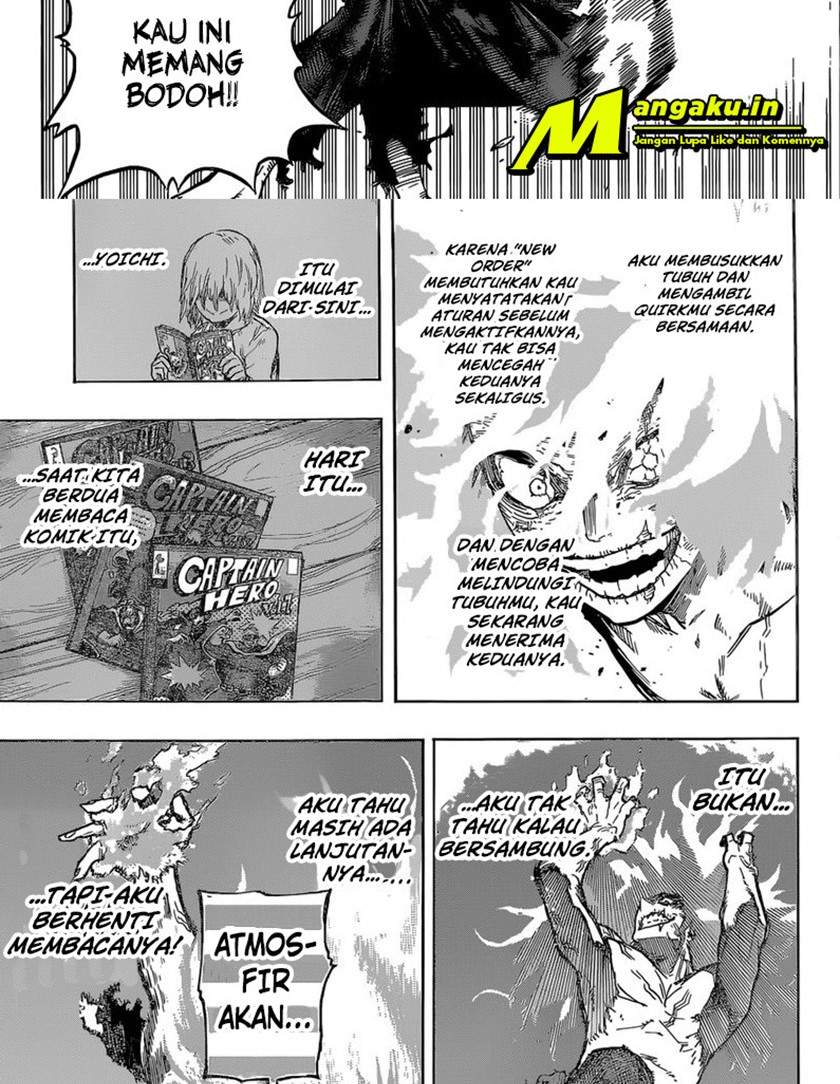 KAU INI
MEMANG
BODOH!!
Mangaku.in
Jangan Lupa Like dan Komennya
AKU MEMBUSUKKAN
TUBUH DAN
MENGAMBIL
QUIRKMU SECARA
BERSAMAAN.
KARENA "NEW
ORDER"
MEMBUTUHKAN KAU
MENYATATAKAN
ATURAN SEBELUM
MENGAKTIFKANNYA,
KAU TAK BISA
MENCEGAH
KEDUANYA
SEKALIGUS.
DAN DENGAN
MENCOBA
MELINDUNGI
TUBUHMU, KAU
SEKARANG
MENERIMA
KEDUANYA.
ITU
DIMULAI
DARI SINI...
...YOICHI.
HARI
ITU...
...SAAT KITA
BERDUA
MEMBACA
KOMIK ITU,
CAPTAIN
HERO
CAPTAIN
HERO
CAPTAIN
HERO
ITU
BUKAN...
...AKU TAK
TAHU KALAU
BERSAMBUNG.
AKU TAHU
MASIH ADA
LANJUTAN-
NYA......
...TAPI AKU
BERHENTI
MEMBACANYA!
ATMOS-
FIR
AKAN...